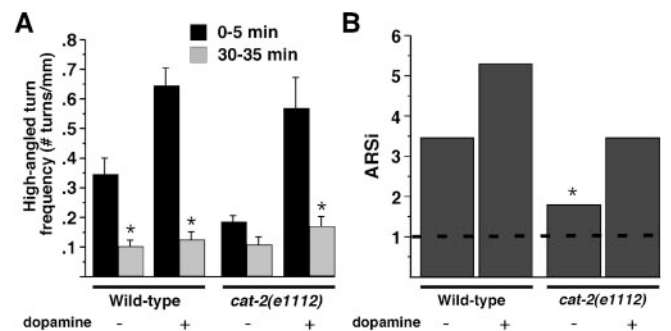 A
B
0-5 min
30-35 min
High-angled turn
frequency (# turns/mm)
.8
.7
.6
.5
.4
.3
.2
.1
* * *
Wild-type cat-2(e1112)
dopamine - + - +
ARSi
6
5
4
3
2
1
*
Wild-type cat-2(e1112)
dopamine - + - +